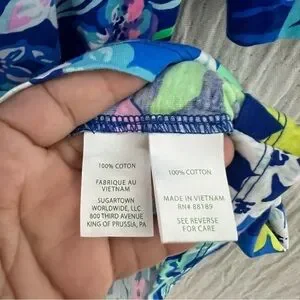 100% COTON
FABRIQUE AU
VIETNAM
SUGARTOWN
WORLDWIDE, LLC
800 THIRD AVENUE
KING OF PRUSSIA, PA
100% COTTON
MADE IN VIETNAM
RN# 88189
SEE REVERSE
FOR CARE